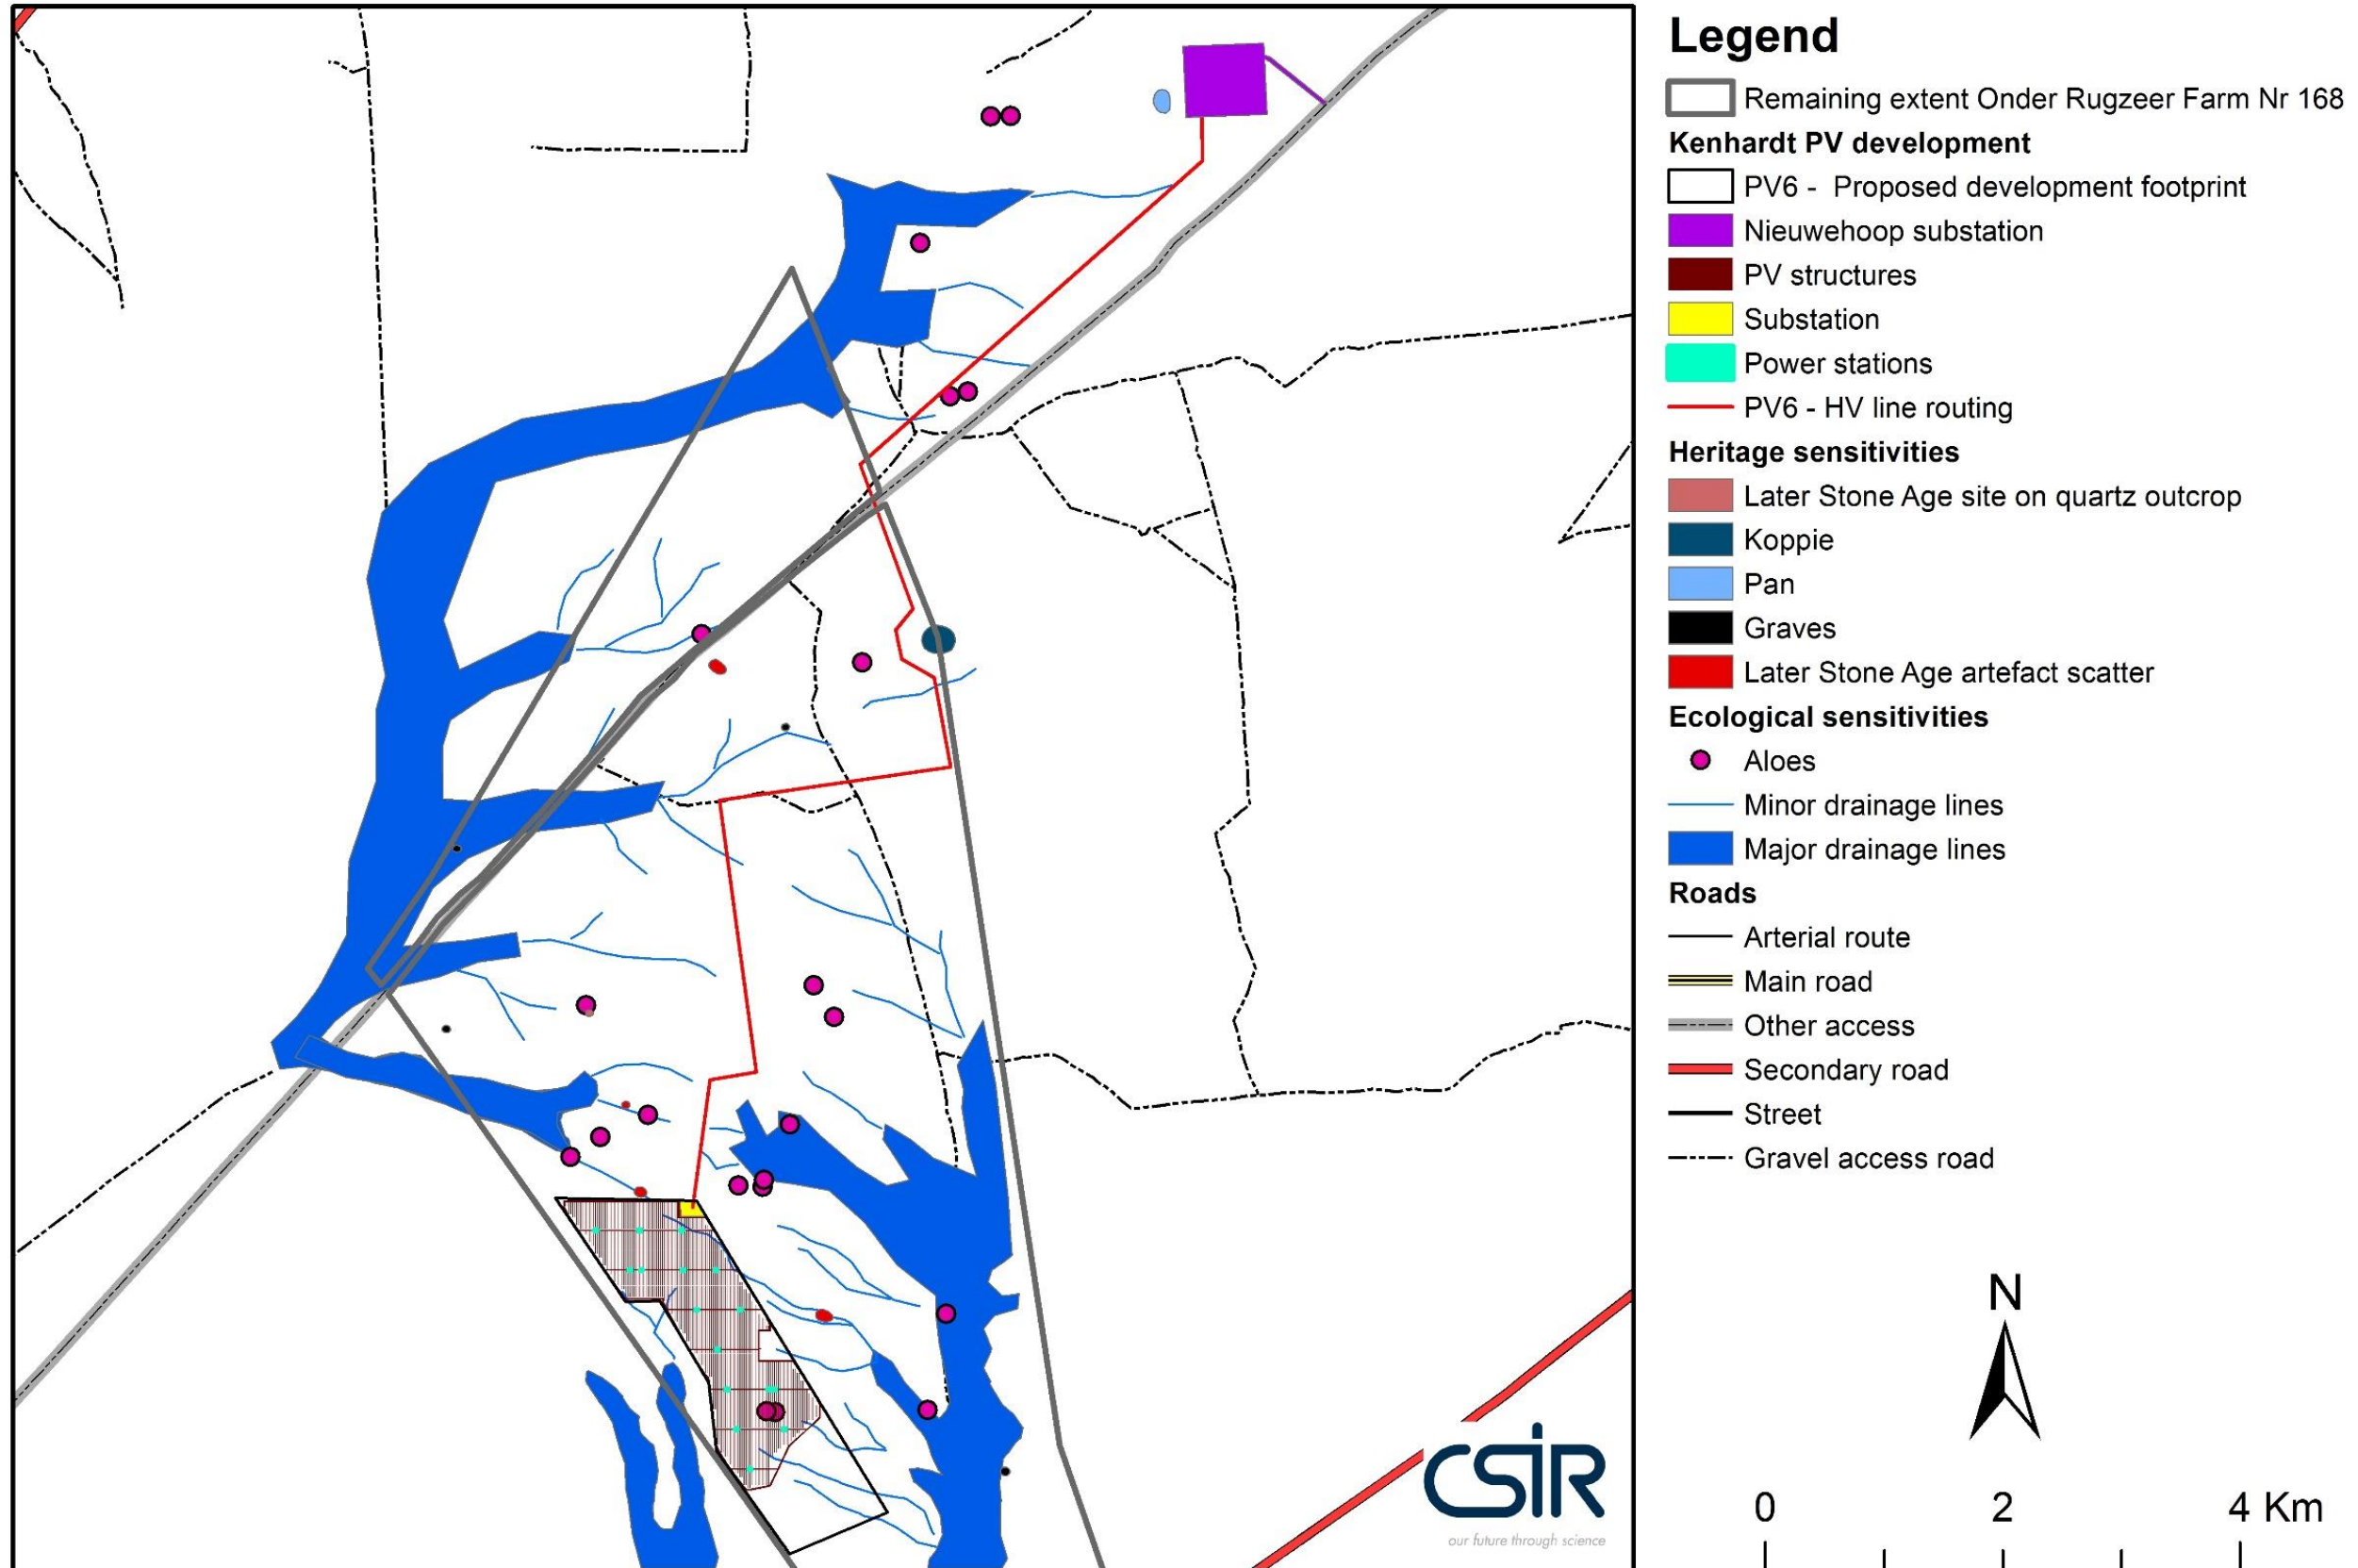 Legend
Remaining extent Onder Rugzeer Farm Nr 168
Kenhardt PV development
PV6 - Proposed development footprint
Nieuwehoop substation
PV structures
Substation
Power stations
PV6 - HV line routing
Heritage sensitivities
Later Stone Age site on quartz outcrop
Koppie
Pan
Graves
Later Stone Age artefact scatter
Ecological sensitivities
Aloes
Minor drainage lines
Major drainage lines
Roads
Arterial route
Main road
Other access
Secondary road
Street
Gravel access road
N
0 2 4 Km
CSIR
our future through science